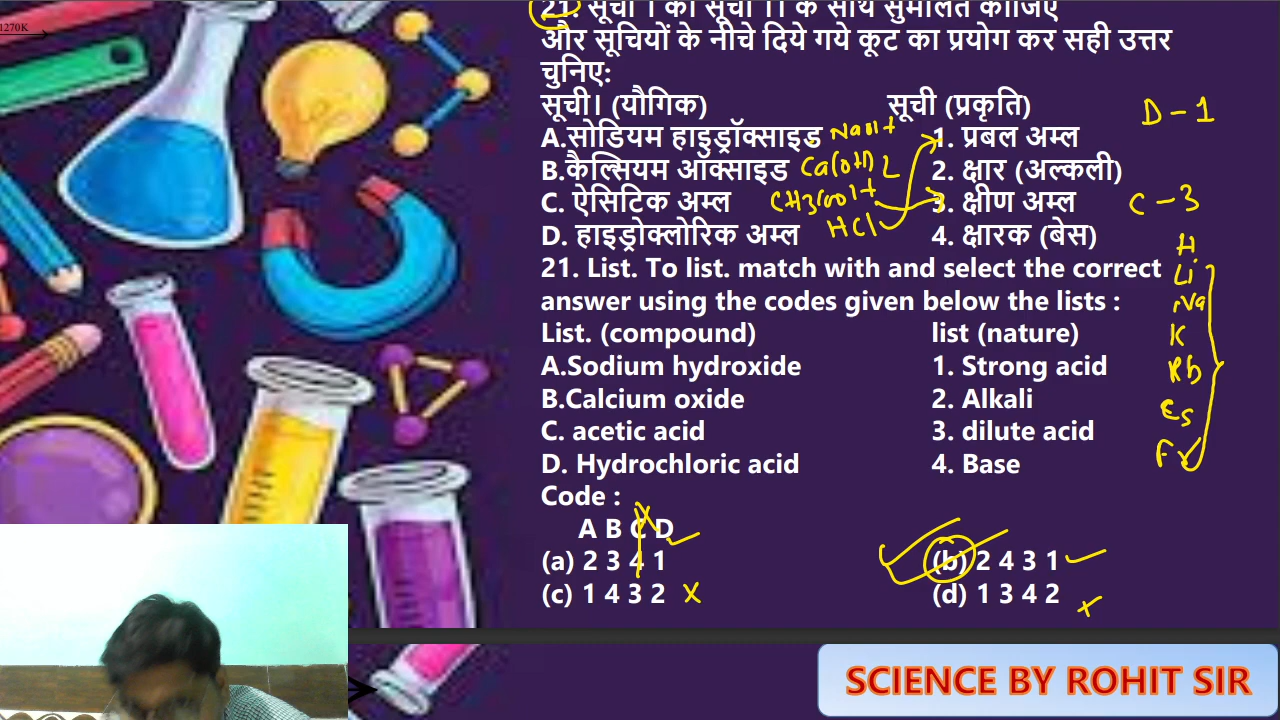 1270K
21. सूची I को सूची II के साथ सुमेलित कीजिए
और सूचियों के नीचे दिये गये कूट का प्रयोग कर सही उत्तर
चुनिए:
सूची। (यौगिक) सूची (प्रकृति)
D - 1
A.सोडियम हाइड्रॉक्साइड NaOH 1. प्रबल अम्ल
B.कैल्सियम ऑक्साइड Ca(OH)2 2. क्षार (अल्कली)
C. ऐसिटिक अम्ल CH3COOH 3. क्षीण अम्ल C - 3
D. हाइड्रोक्लोरिक अम्ल HCl 4. क्षारक (बेस)
H
Li
Na
K
Rb
Cs
Fr
21. List. To list. match with and select the correct
answer using the codes given below the lists :
List. (compound) list (nature)
A.Sodium hydroxide 1. Strong acid
B.Calcium oxide 2. Alkali
C. acetic acid 3. dilute acid
D. Hydrochloric acid 4. Base
Code :
A B C D
(a) 2 3 4 1 (b) 2 4 3 1
(c) 1 4 3 2 (d) 1 3 4 2
SCIENCE BY ROHIT SIR